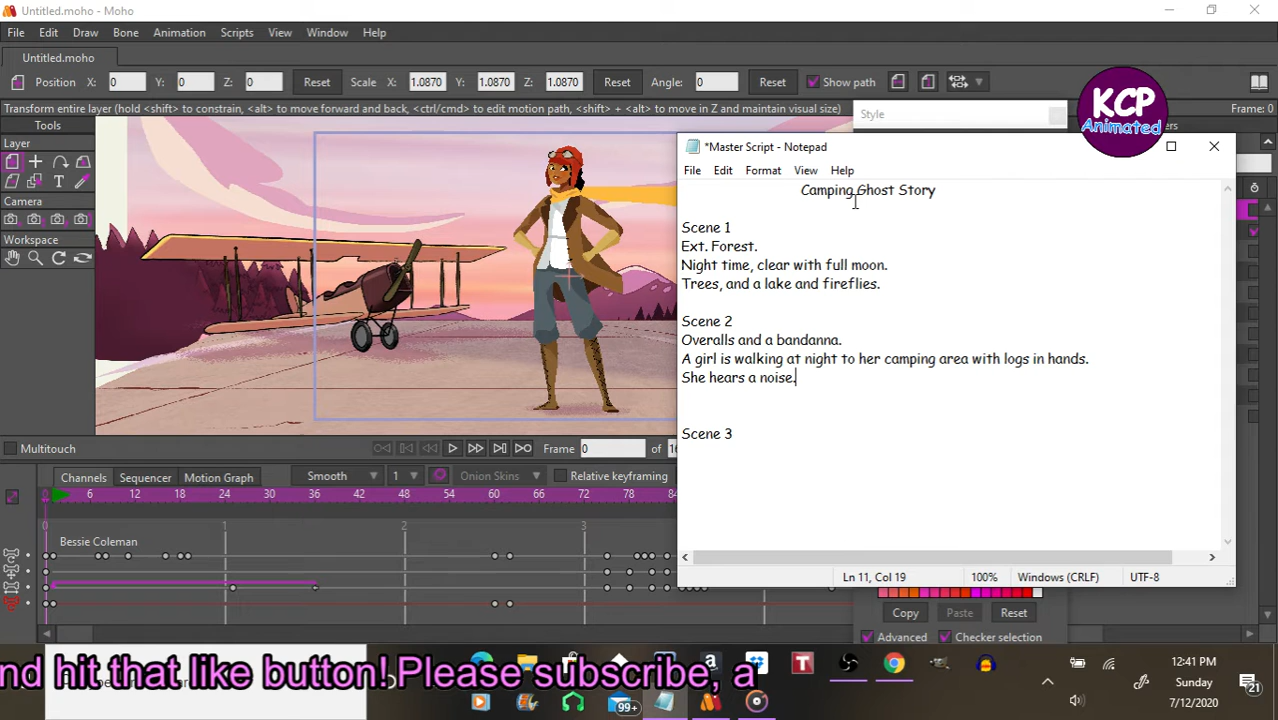 Untitled.moho - Moho
File Edit Draw Bone Animation Scripts View Window Help
Untitled.moho
Position X: 0 Y: 0 Z: 0 Reset Scale X: 1.0870 Y: 1.0870 Z: 1.0870 Reset Angle: 0 Reset Show path
Transform entire layer (hold <shift> to constrain, <alt> to move forward and back, <ctrl/cmd> to edit motion path, <shift> + <alt> to move in Z and maintain visual size)
Frame: 0
Tools
Layer
Camera
Workspace
Style
KCP
Animated
*Master Script - Notepad
File Edit Format View Help
Camping Ghost Story
Scene 1
Ext. Forest.
Night time, clear with full moon.
Trees, and a lake and fireflies.
Scene 2
Overalls and a bandanna.
A girl is walking at night to her camping area with logs in hands.
She hears a noise.
Scene 3
Ln 11, Col 19 100% Windows (CRLF) UTF-8
Multitouch
Frame 0 of
Channels Sequencer Motion Graph Smooth 1 Onion Skins Relative keyframing
0 6 12 18 24 30 36 42 48 54 60 66 72 78
0 1 2 3
Bessie Coleman
Copy Paste Reset
Advanced Checker selection
nd hit that like button! Please subscribe, a
99+
12:41 PM
Sunday
7/12/2020
21